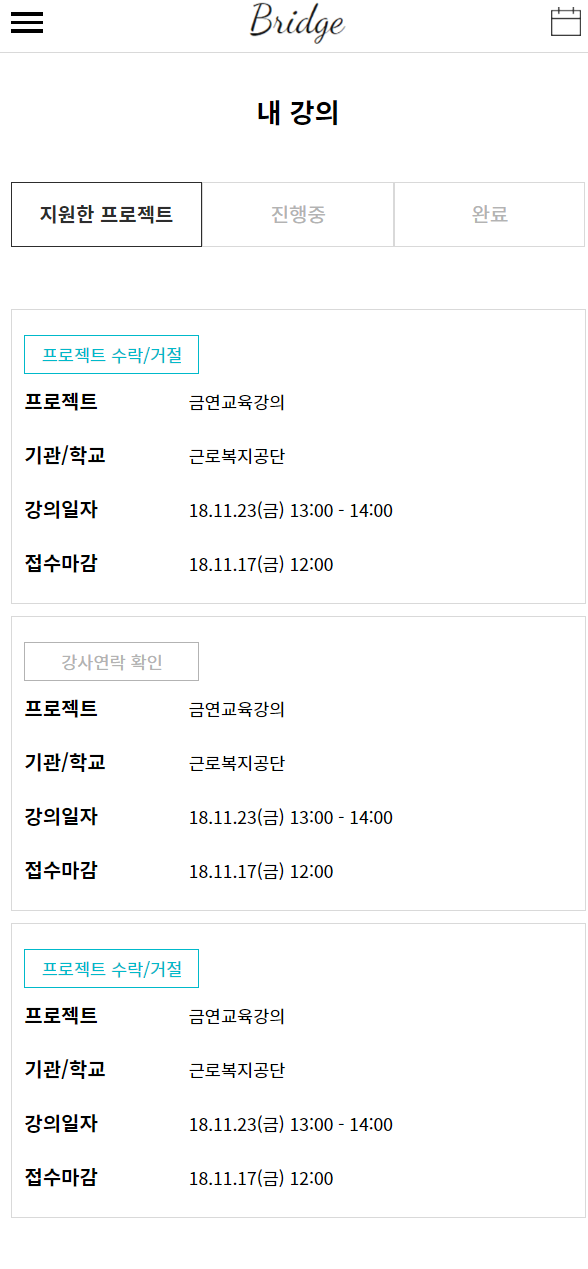 Bridge
내 강의
지원한 프로젝트 진행중 완료
프로젝트 수락/거절
프로젝트 금연교육강의
기관/학교 근로복지공단
강의일자 18.11.23(금) 13:00 - 14:00
접수마감 18.11.17(금) 12:00
강사연락 확인
프로젝트 금연교육강의
기관/학교 근로복지공단
강의일자 18.11.23(금) 13:00 - 14:00
접수마감 18.11.17(금) 12:00
프로젝트 수락/거절
프로젝트 금연교육강의
기관/학교 근로복지공단
강의일자 18.11.23(금) 13:00 - 14:00
접수마감 18.11.17(금) 12:00